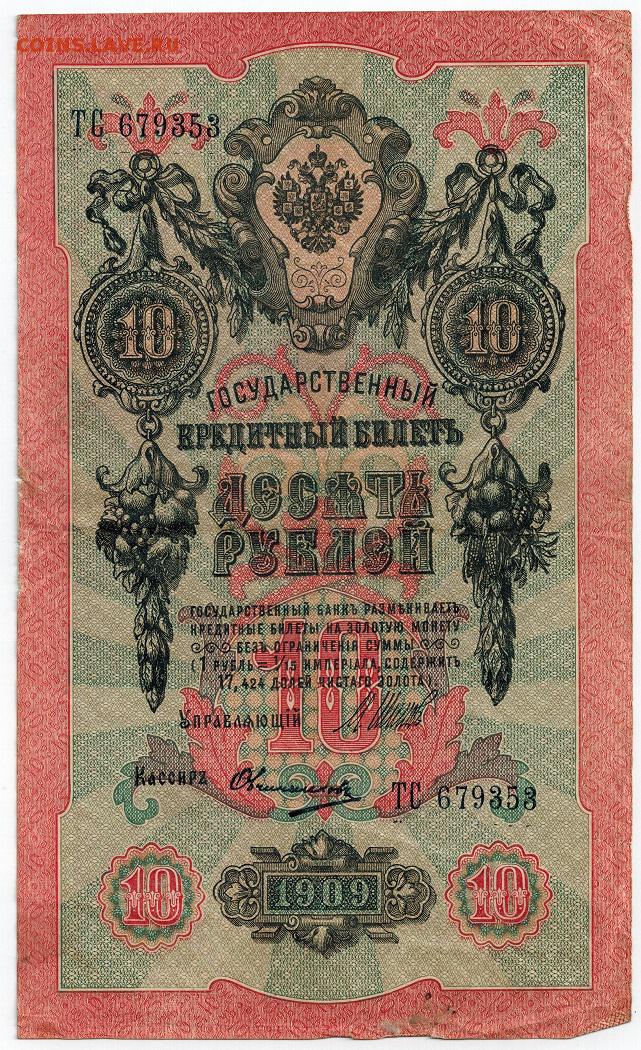 COINS.LAVE.RU
ТС 679353
10 10
ГОСУДАРСТВЕННЫЙ
КРЕДИТНЫЙ БИЛЕТЪ
ДЕСЯТЬ
РУБЛЕЙ
ГОСУДАРСТВЕННЫЙ БАНКЪ РАЗМѢНИВАЕТЪ
КРЕДИТНЫЕ БИЛЕТЫ НА ЗОЛОТУЮ МОНЕТУ
БЕЗЪ ОГРАНИЧЕНІЯ СУММЫ
(1 РУБЛЬ = 1/15 ИМПЕРІАЛА, СОДЕРЖИТЪ
17,424 ДОЛЕЙ ЧИСТАГО ЗОЛОТА).
10
УПРАВЛЯЮЩІЙ
Кассиръ
ТС 679353
10 1909 10